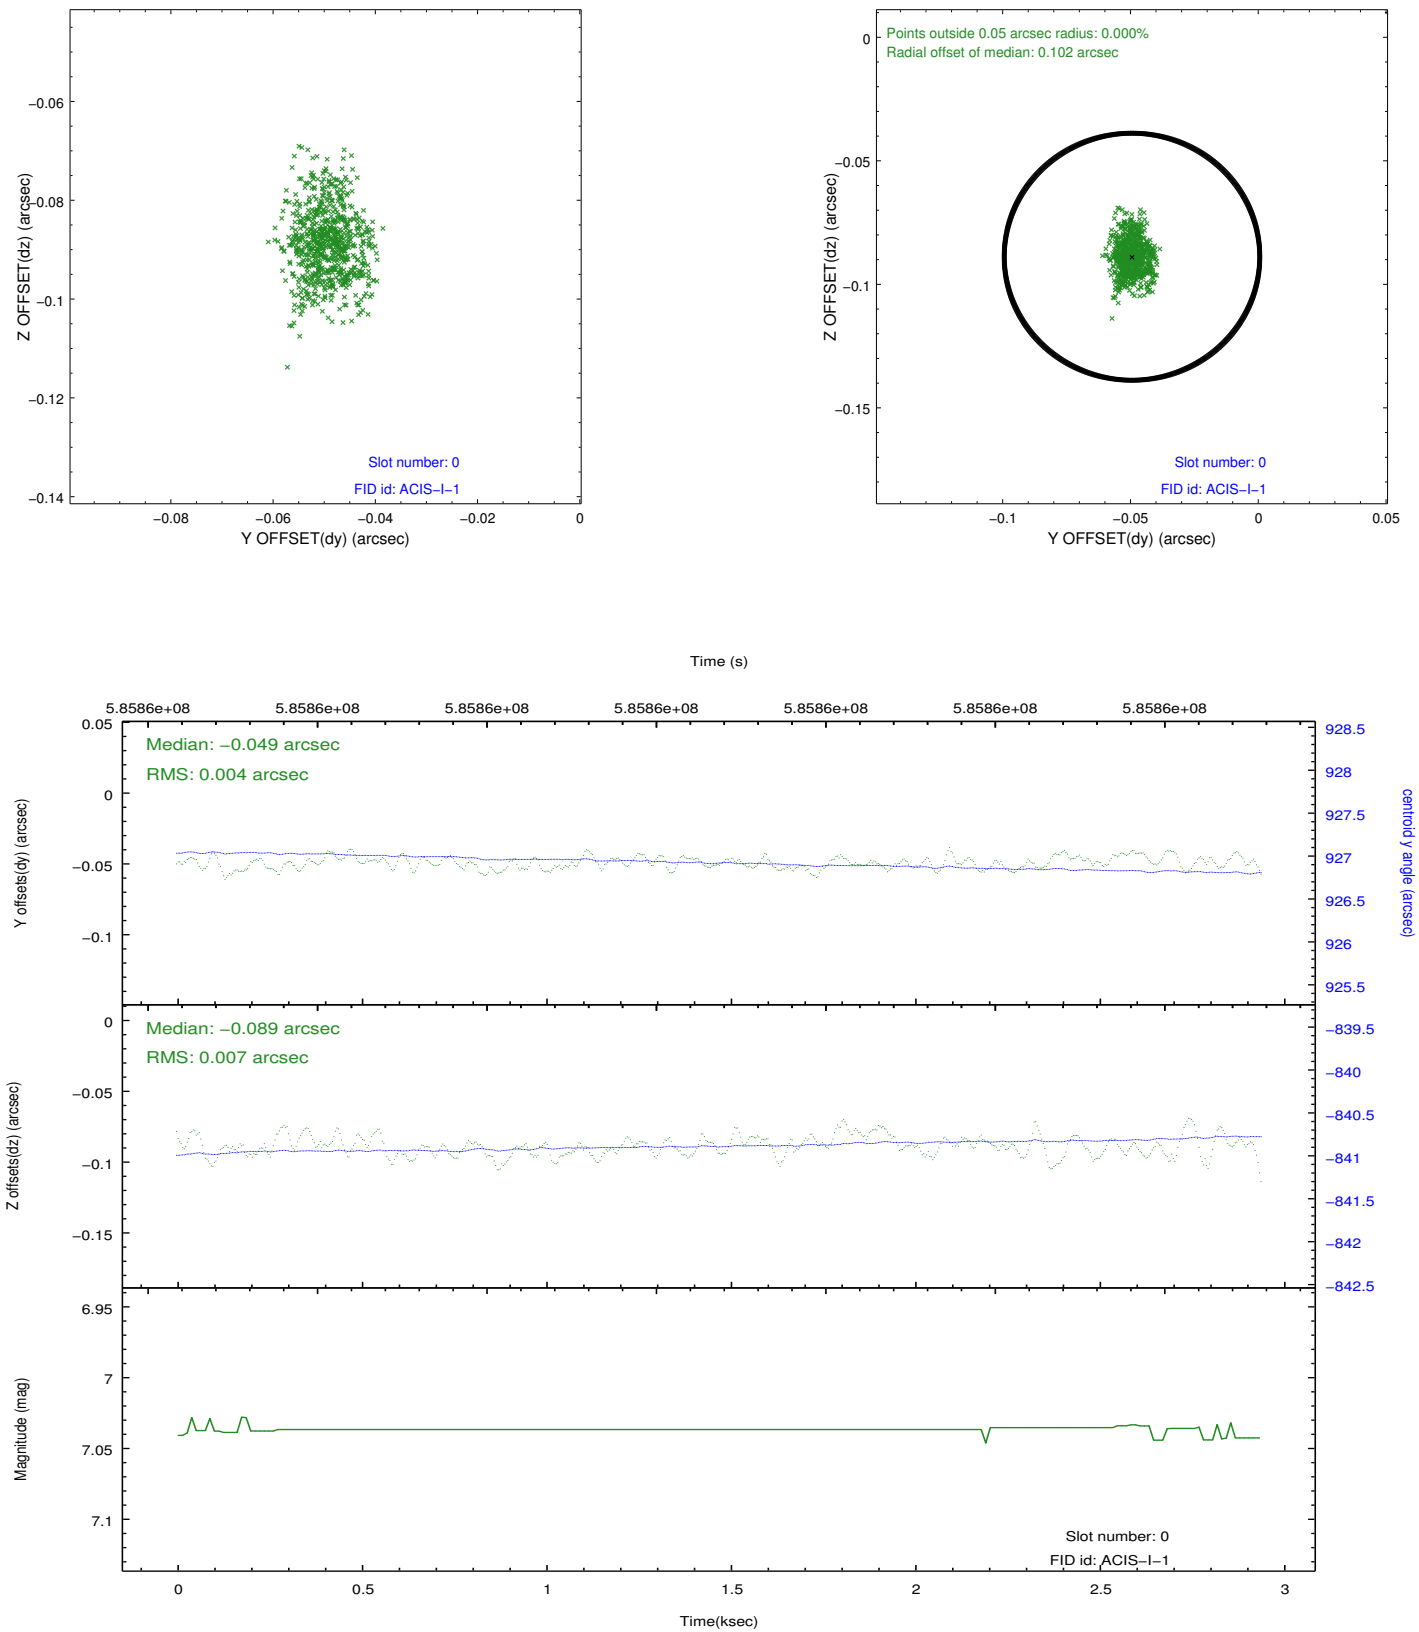 −0.06
−0.08
−0.1
−0.12
−0.14
Z OFFSET(dz) (arcsec)
Slot number: 0
FID id: ACIS−I−1
−0.08 −0.06 −0.04 −0.02 0
Y OFFSET(dy) (arcsec)
Points outside 0.05 arcsec radius: 0.000%
Radial offset of median: 0.102 arcsec
0
−0.05
−0.1
−0.15
Z OFFSET(dz) (arcsec)
Slot number: 0
FID id: ACIS−I−1
−0.1 −0.05 0 0.05
Y OFFSET(dy) (arcsec)
Time (s)
5.8586e+08 5.8586e+08 5.8586e+08 5.8586e+08 5.8586e+08 5.8586e+08 5.8586e+08
Median: −0.049 arcsec
RMS: 0.004 arcsec
0.05
0
−0.05
−0.1
Y offsets(dy) (arcsec)
928.5
928
927.5
927
926.5
926
925.5
centroid y angle (arcsec)
Median: −0.089 arcsec
RMS: 0.007 arcsec
0
−0.05
−0.1
−0.15
Z offsets(dz) (arcsec)
−839.5
−840
−840.5
−841
−841.5
−842
−842.5
6.95
7
7.05
7.1
Magnitude (mag)
Slot number: 0
FID id: ACIS−I−1
0 0.5 1 1.5 2 2.5 3
Time(ksec)